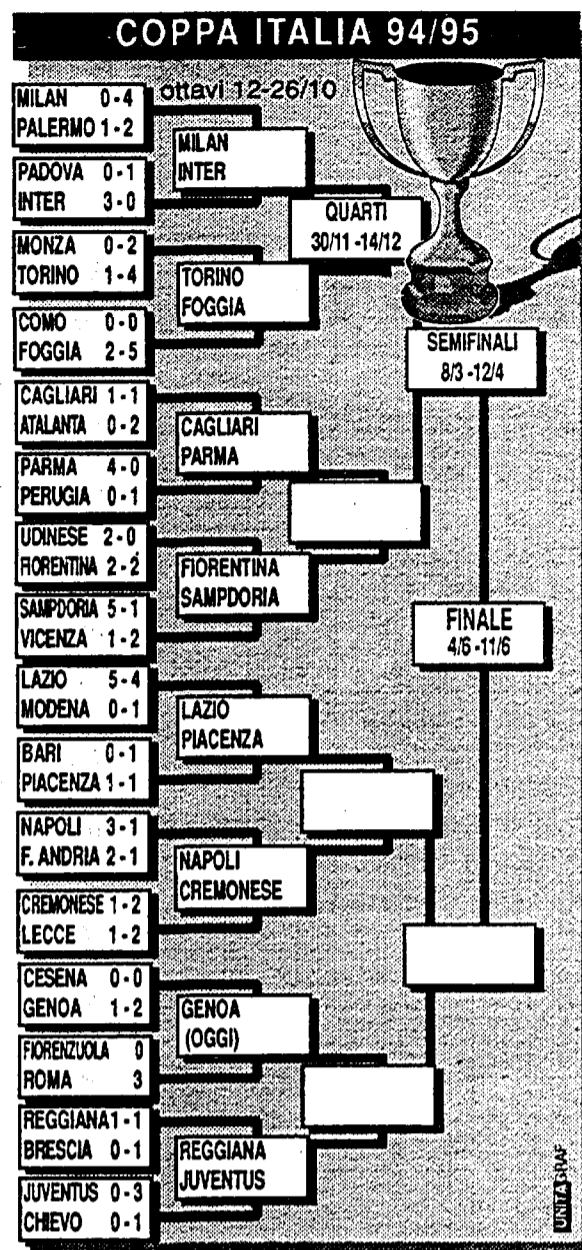 COPPA ITALIA 94/95
ottavi 12-26/10
MILAN 0-4
PALERMO 1-2
PADOVA 0-1
INTER 3-0
MONZA 0-2
TORINO 1-4
COMO 0-0
FOGGIA 2-5
CAGLIARI 1-1
ATALANTA 0-2
PARMA 4-0
PERUGIA 0-1
UDINESE 2-0
FIORENTINA 2-2
SAMPDORIA 5-1
VICENZA 1-2
LAZIO 5-4
MODENA 0-1
BARI 0-1
PIACENZA 1-1
NAPOLI 3-1
F. ANDRIA 2-1
CREMONESE 1-2
LECCE 1-2
CESENA 0-0
GENOA 1-2
FIORENZUOLA 0
ROMA 3
REGGIANA 1-1
BRESCIA 0-1
JUVENTUS 0-3
CHIEVO 0-1
MILAN
INTER
TORINO
FOGGIA
CAGLIARI
PARMA
FIORENTINA
SAMPDORIA
LAZIO
PIACENZA
NAPOLI
CREMONESE
GENOA
(OGGI)
REGGIANA
JUVENTUS
QUARTI
30/11-14/12
SEMIFINALI
8/3-12/4
FINALE
4/6-11/6